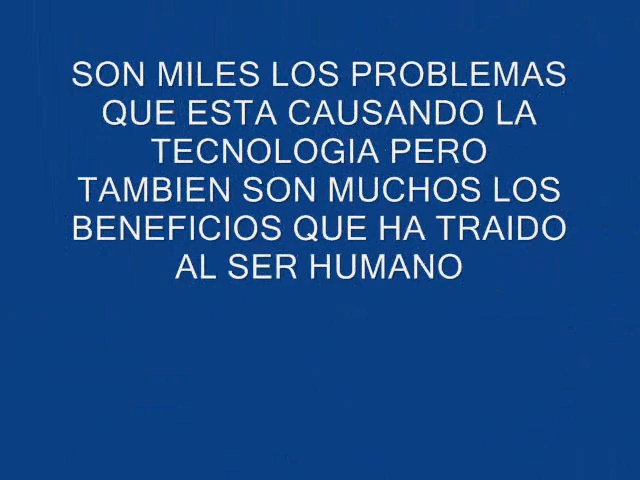 SON MILES LOS PROBLEMAS
QUE ESTA CAUSANDO LA
TECNOLOGIA PERO
TAMBIEN SON MUCHOS LOS
BENEFICIOS QUE HA TRAIDO
AL SER HUMANO